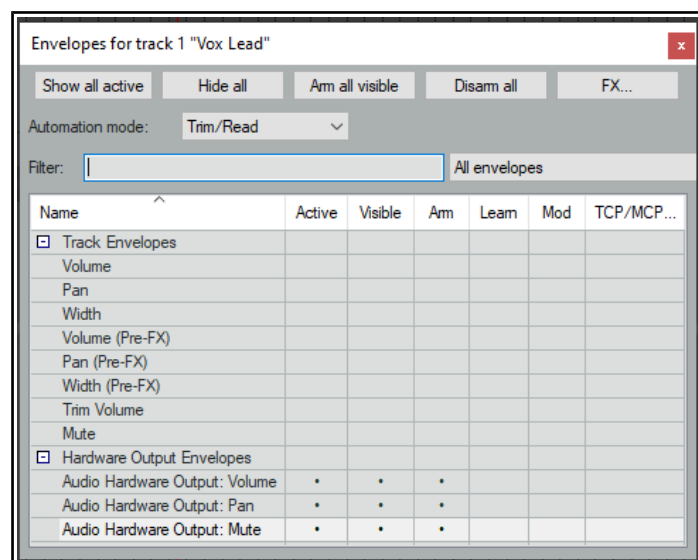 Envelopes for track 1 "Vox Lead"
x
Show all active Hide all Arm all visible Disarm all FX...
Automation mode: Trim/Read
Filter: All envelopes
Name Active Visible Arm Learn Mod TCP/MCP...
Track Envelopes
Volume
Pan
Width
Volume (Pre-FX)
Pan (Pre-FX)
Width (Pre-FX)
Trim Volume
Mute
Hardware Output Envelopes
Audio Hardware Output: Volume • • •
Audio Hardware Output: Pan • • •
Audio Hardware Output: Mute • • •